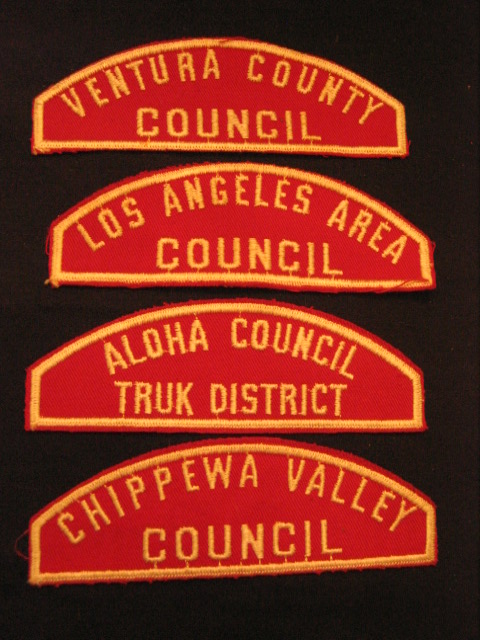 VENTURA COUNTY
COUNCIL
LOS ANGELES AREA
COUNCIL
ALOHA COUNCIL
TRUK DISTRICT
CHIPPEWA VALLEY
COUNCIL